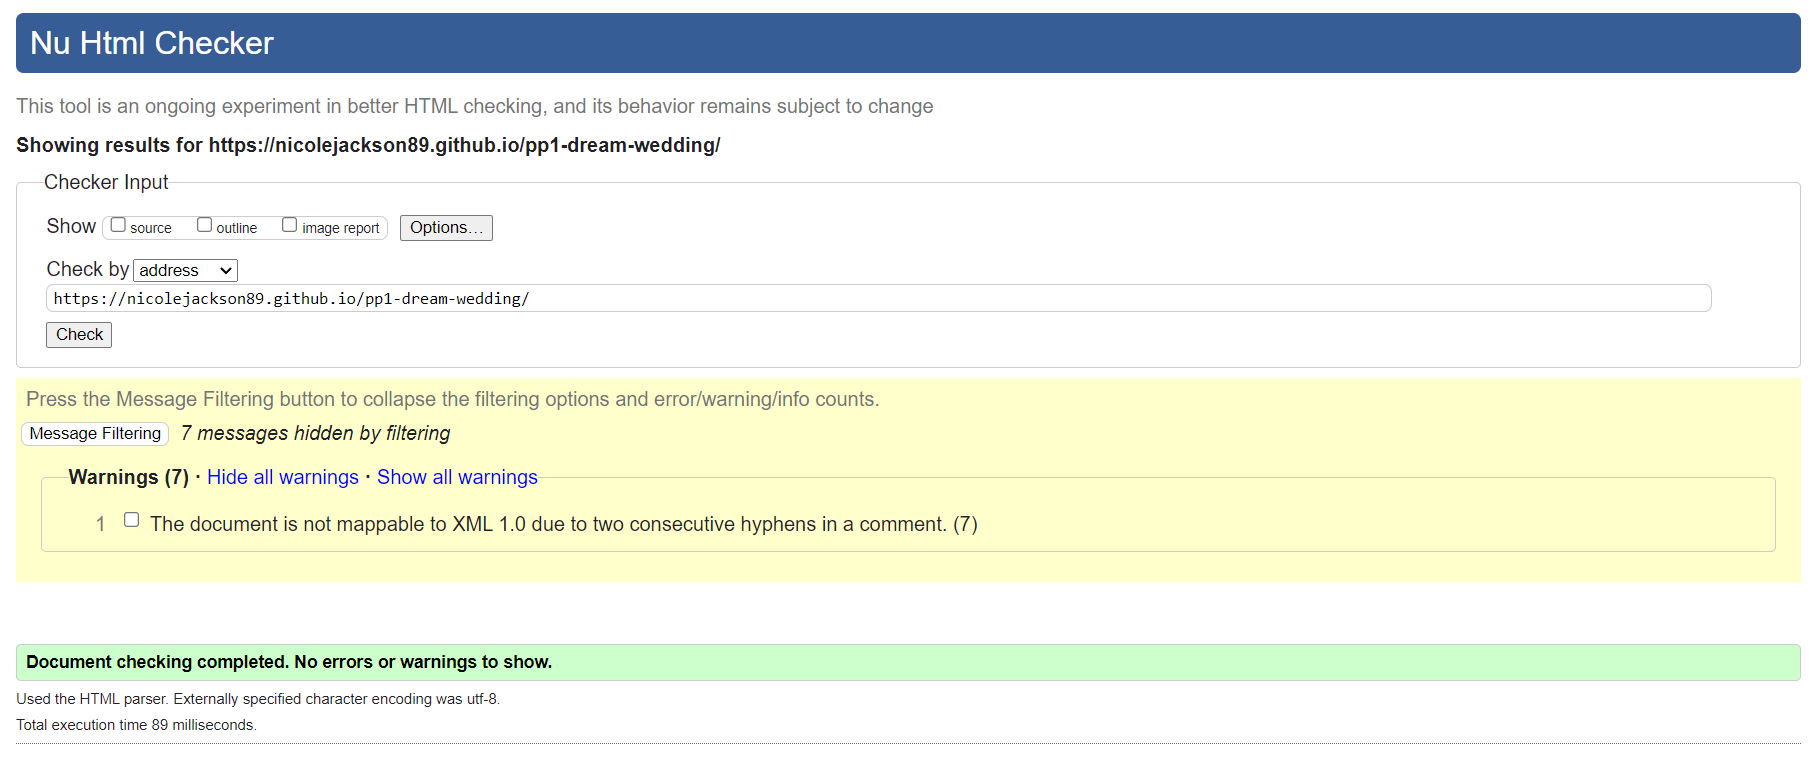 Nu Html Checker
This tool is an ongoing experiment in better HTML checking, and its behavior remains subject to change
Showing results for https://nicolejackson89.github.io/pp1-dream-wedding/
Checker Input
Show source outline image report Options...
Check by address
https://nicolejackson89.github.io/pp1-dream-wedding/
Check
Press the Message Filtering button to collapse the filtering options and error/warning/info counts.
Message Filtering 7 messages hidden by filtering
Warnings (7) · Hide all warnings · Show all warnings
1 The document is not mappable to XML 1.0 due to two consecutive hyphens in a comment. (7)
Document checking completed. No errors or warnings to show.
Used the HTML parser. Externally specified character encoding was utf-8.
Total execution time 89 milliseconds.